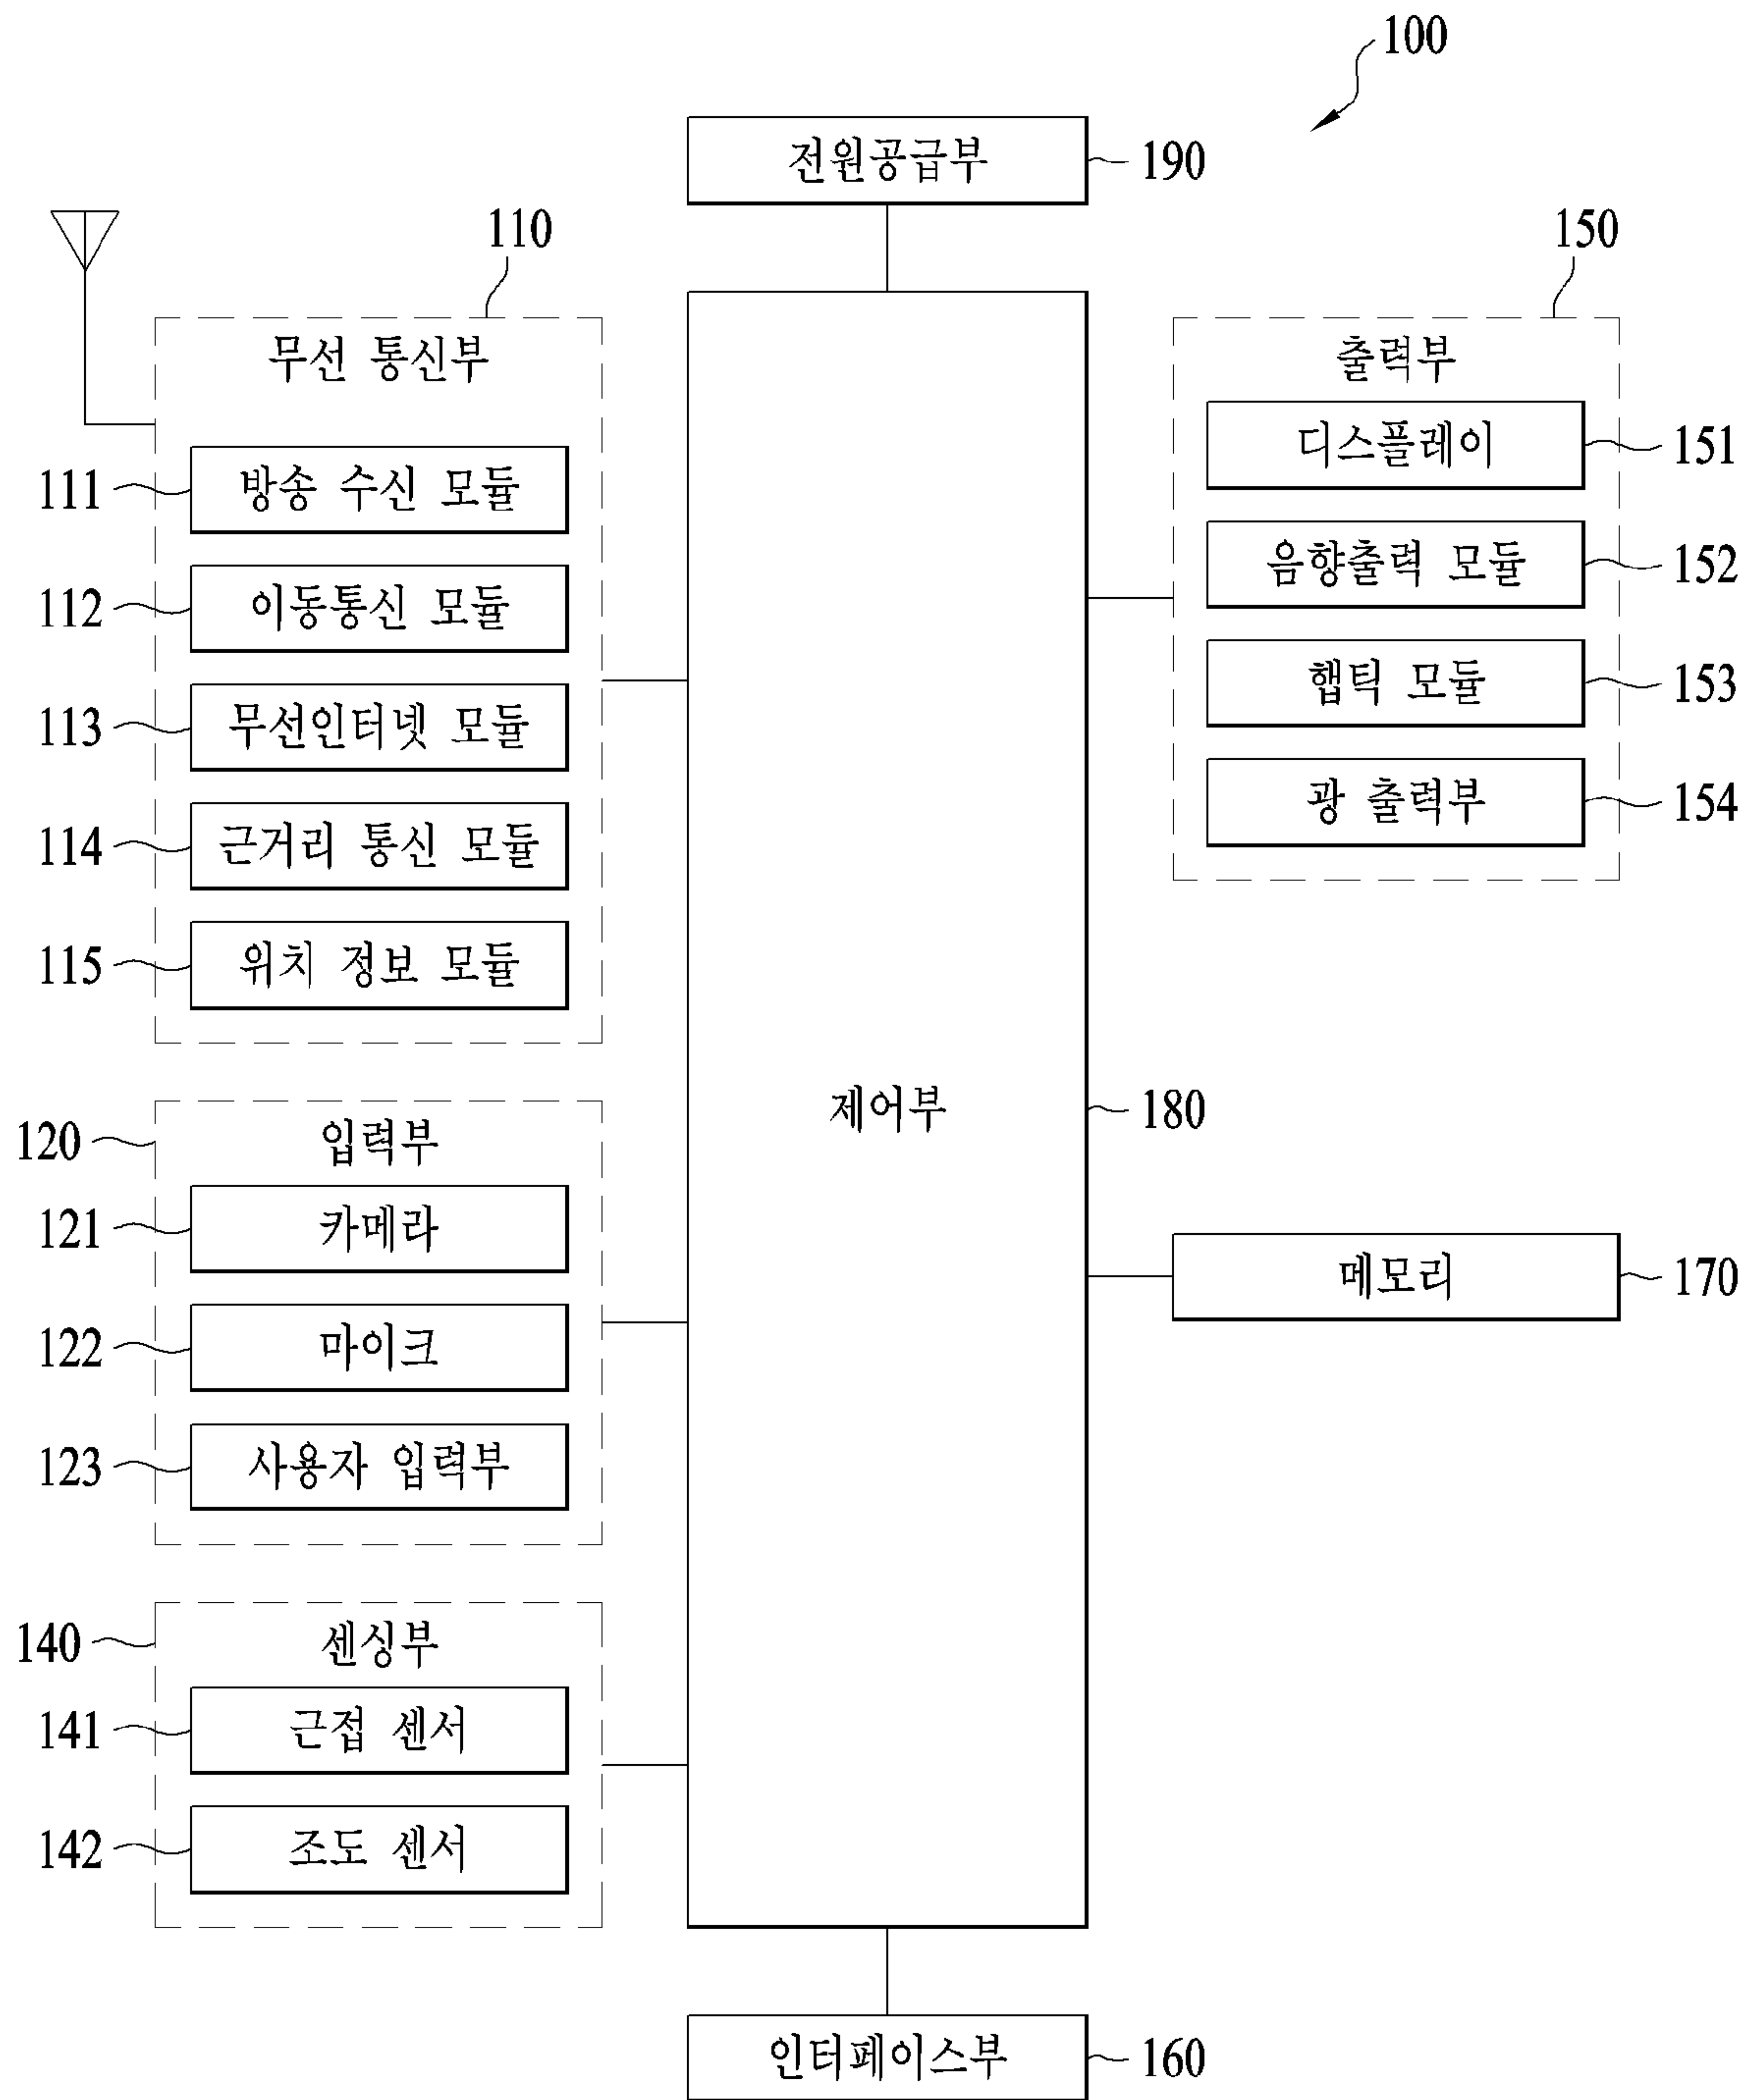 100
전원공급부
190
110
무선 통신부
111
방송 수신 모듈
112
이동통신 모듈
113
무선인터넷 모듈
114
근거리 통신 모듈
115
위치 정보 모듈
120
입력부
121
카메라
122
마이크
123
사용자 입력부
140
센싱부
141
근접 센서
142
조도 센서
제어부
180
150
출력부
디스플레이
151
음향출력 모듈
152
햅틱 모듈
153
광 출력부
154
메모리
170
인터페이스부
160